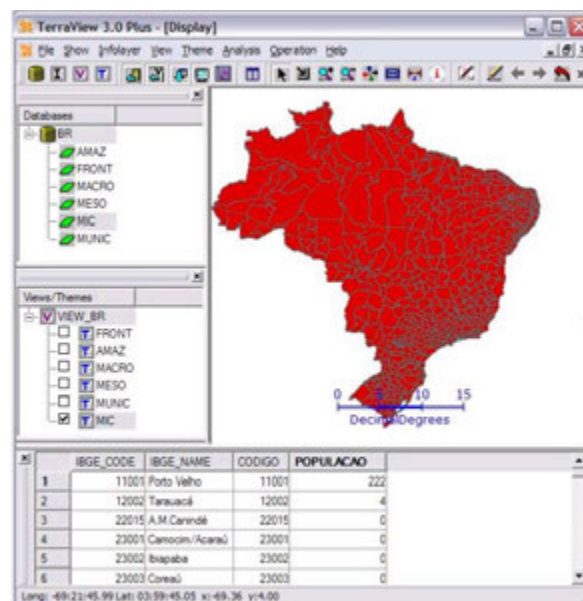 TerraView 3.0 Plus - [Display]
File Show Infolayer View Theme Analysis Operation Help
Databases
BR
AMAZ
FRONT
MACRO
MESO
MIC
MUNIC
Views/Themes
VIEW_BR
FRONT
AMAZ
MACRO
MESO
MUNIC
MIC
0 5 10 15
DecimalDegrees
IBGE_CODE IBGE_NAME CODIGO POPULACAO
1 11001 Porto Velho 11001 222
2 12002 Tarauacá 12002 4
3 22015 A.M.Canindé 22015 0
4 23001 Camocim/Acaraú 23001 0
5 23002 Ibiapaba 23002 0
6 23003 Coreaú 23003 0
Long: -69:21:45.99 Lat: 03:59:45.05 x:-69.36 y:4.00